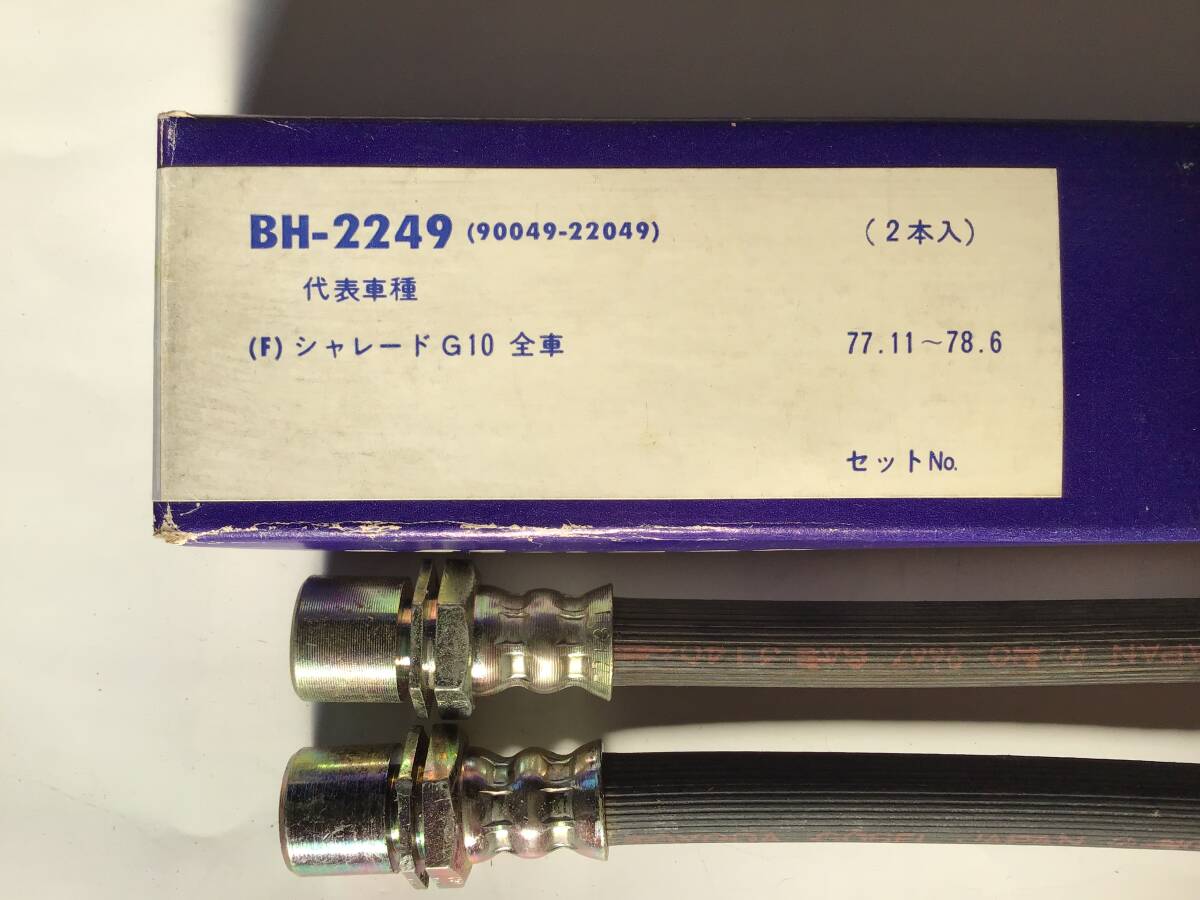 BH-2249 (90049-22049) (2本入)
代表車種
(F) シャレード G10 全車 77.11～78.6
セットNo.